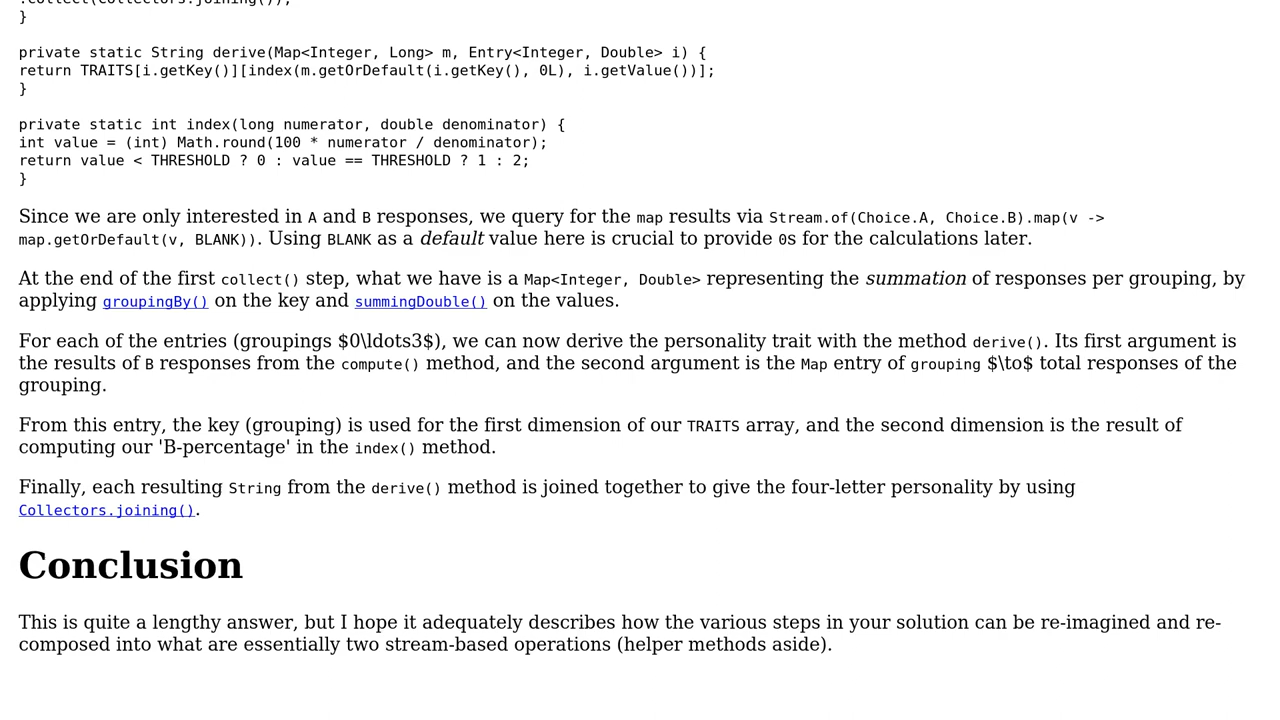 .collect(Collectors.joining());
}
private static String derive(Map<Integer, Long> m, Entry<Integer, Double> i) {
return TRAITS[i.getKey()][index(m.getOrDefault(i.getKey(), 0L), i.getValue())];
}
private static int index(long numerator, double denominator) {
int value = (int) Math.round(100 * numerator / denominator);
return value < THRESHOLD ? 0 : value == THRESHOLD ? 1 : 2;
}
Since we are only interested in A and B responses, we query for the map results via Stream.of(Choice.A, Choice.B).map(v ->
map.getOrDefault(v, BLANK)). Using BLANK as a default value here is crucial to provide 0s for the calculations later.
At the end of the first collect() step, what we have is a Map<Integer, Double> representing the summation of responses per grouping, by
applying groupingBy() on the key and summingDouble() on the values.
For each of the entries (groupings $0\ldots3$), we can now derive the personality trait with the method derive(). Its first argument is
the results of B responses from the compute() method, and the second argument is the Map entry of grouping $\to$ total responses of the
grouping.
From this entry, the key (grouping) is used for the first dimension of our TRAITS array, and the second dimension is the result of
computing our 'B-percentage' in the index() method.
Finally, each resulting String from the derive() method is joined together to give the four-letter personality by using
Collectors.joining().
Conclusion
This is quite a lengthy answer, but I hope it adequately describes how the various steps in your solution can be re-imagined and re-
composed into what are essentially two stream-based operations (helper methods aside).